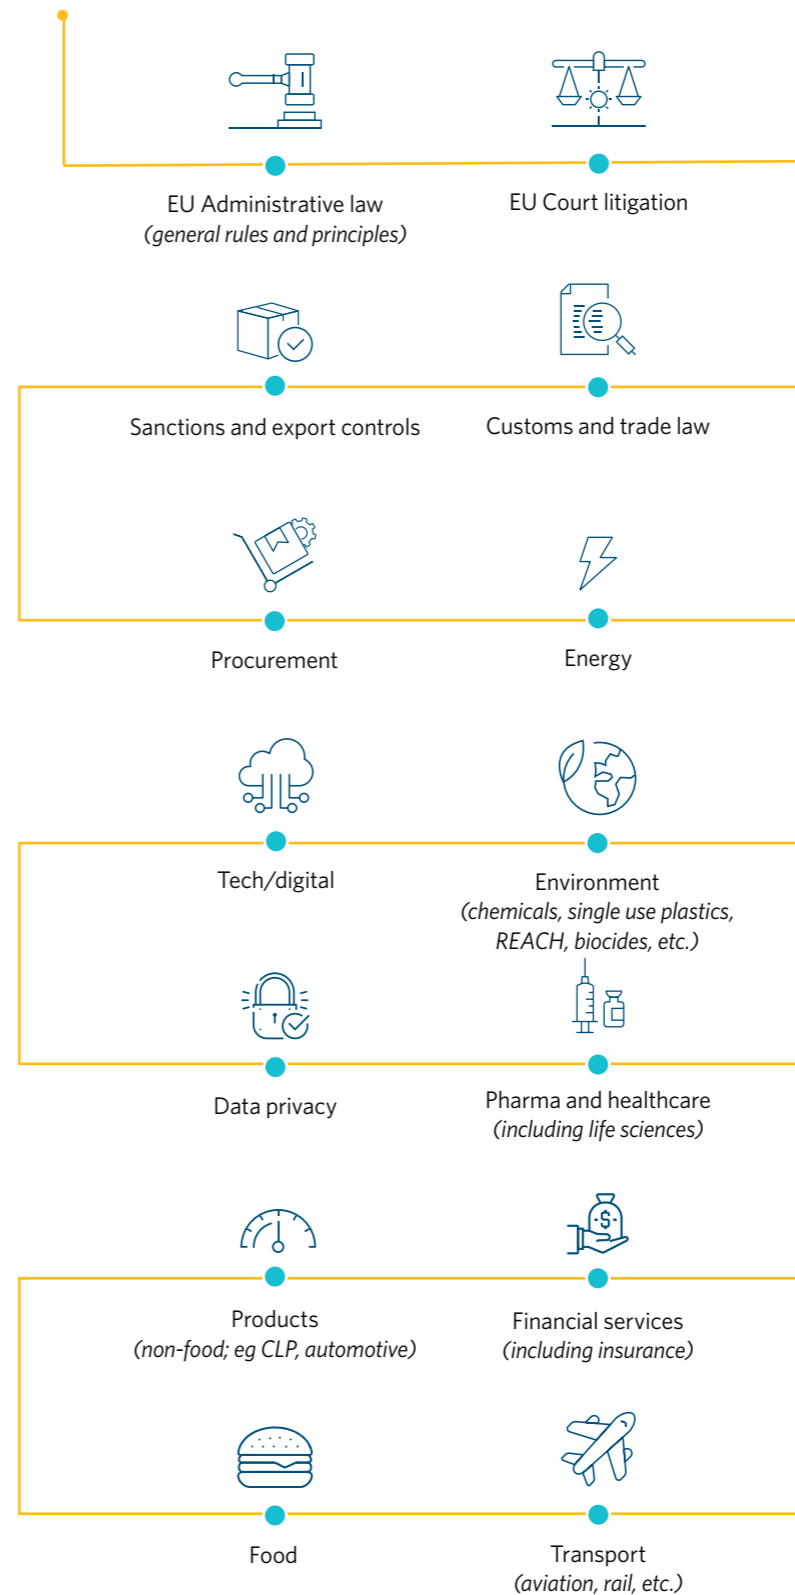 EU Administrative law
(general rules and principles)
EU Court litigation
Sanctions and export controls
Customs and trade law
Procurement
Energy
Tech/digital
Environment
(chemicals, single use plastics,
REACH, biocides, etc.)
Data privacy
Pharma and healthcare
(including life sciences)
$
Products
(non-food; eg CLP, automotive)
Financial services
(including insurance)
Food
Transport
(aviation, rail, etc.)